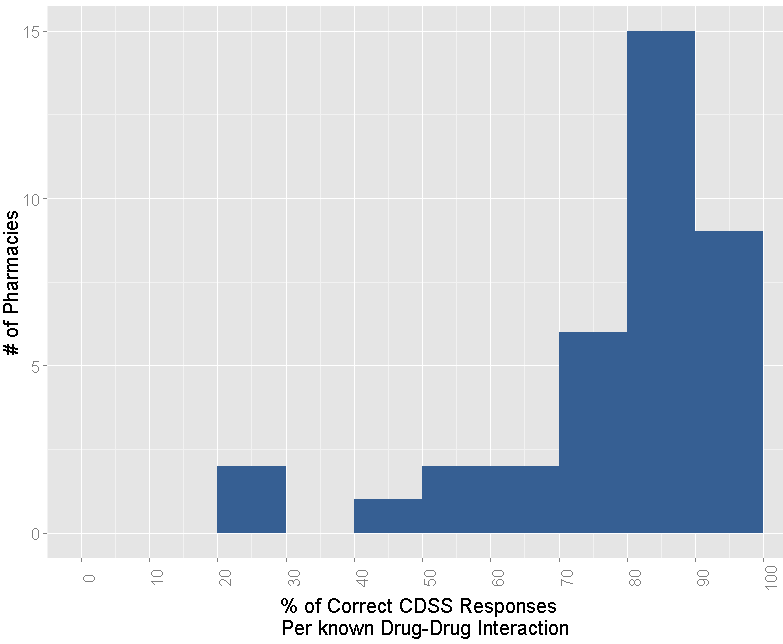 # of Pharmacies
15
10
5
0
0 10 20 30 40 50 60 70 80 90 100
% of Correct CDSS Responses
Per known Drug-Drug Interaction